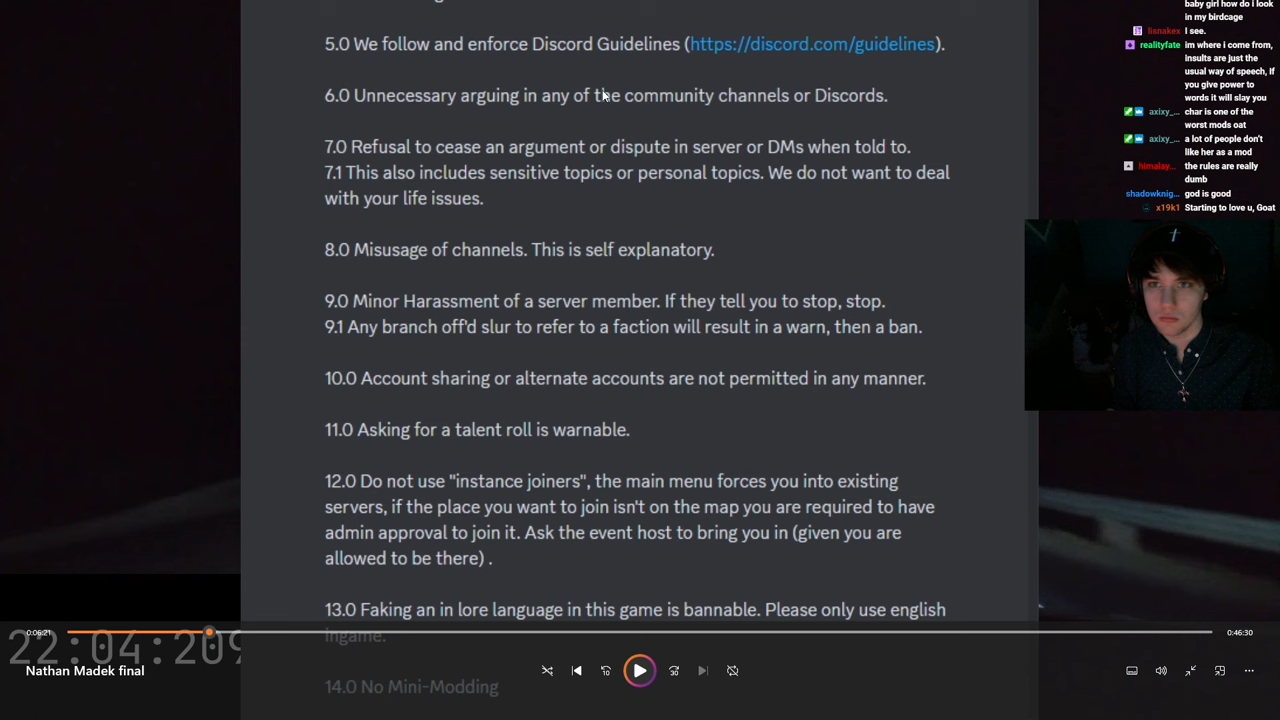 5.0 We follow and enforce Discord Guidelines (https://discord.com/guidelines).
6.0 Unnecessary arguing in any of the community channels or Discords.
7.0 Refusal to cease an argument or dispute in server or DMs when told to.
7.1 This also includes sensitive topics or personal topics. We do not want to deal
with your life issues.
8.0 Misusage of channels. This is self explanatory.
9.0 Minor Harassment of a server member. If they tell you to stop, stop.
9.1 Any branch off'd slur to refer to a faction will result in a warn, then a ban.
10.0 Account sharing or alternate accounts are not permitted in any manner.
11.0 Asking for a talent roll is warnable.
12.0 Do not use "instance joiners", the main menu forces you into existing
servers, if the place you want to join isn't on the map you are required to have
admin approval to join it. Ask the event host to bring you in (given you are
allowed to be there) .
13.0 Faking an in lore language in this game is bannable. Please only use english
ingame.
14.0 No Mini-Modding
baby girl how do i look
in my birdcage
lisnakex I see.
realityfate im where i come from,
insults are just the
usual way of speech, if
you give power to
words it will slay you
axixy_... char is one of the
worst mods oat
axixy_... a lot of people don't
like her as a mod
himalay... the rules are really
dumb
shadowknig... god is good
x19k1 Starting to love u, Goat
0:06:21
0:46:30
22:04:209
Nathan Madek final
10
30